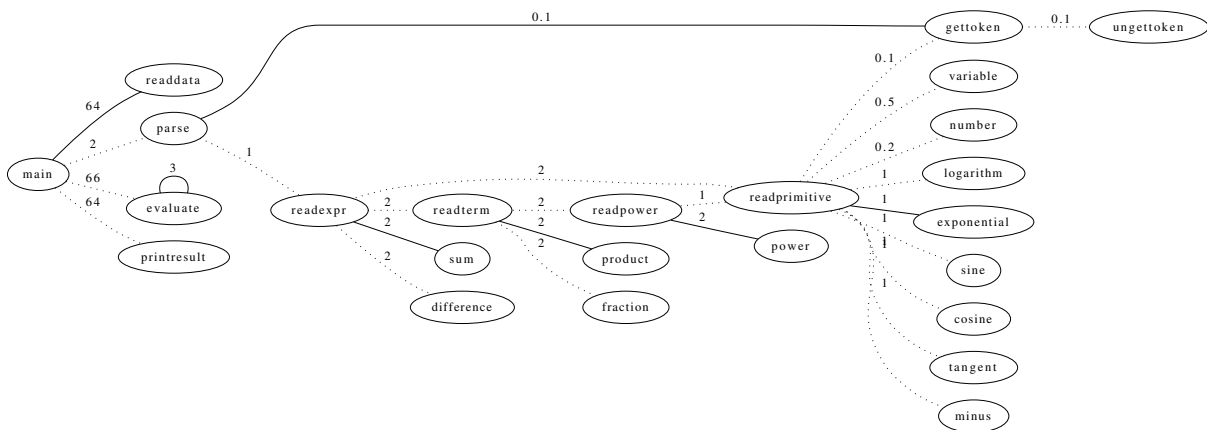 0.1
gettoken
0.1
ungettoken
readdata
0.1
variable
64
0.5
parse
number
2
1
0.2
main
3
2
1
logarithm
66
evaluate
readexpr
2
readterm
2
readpower
1
readprimitive
1
exponential
64
2
2
2
1
printresult
sum
product
power
1
sine
2
2
1
difference
fraction
cosine
tangent
minus